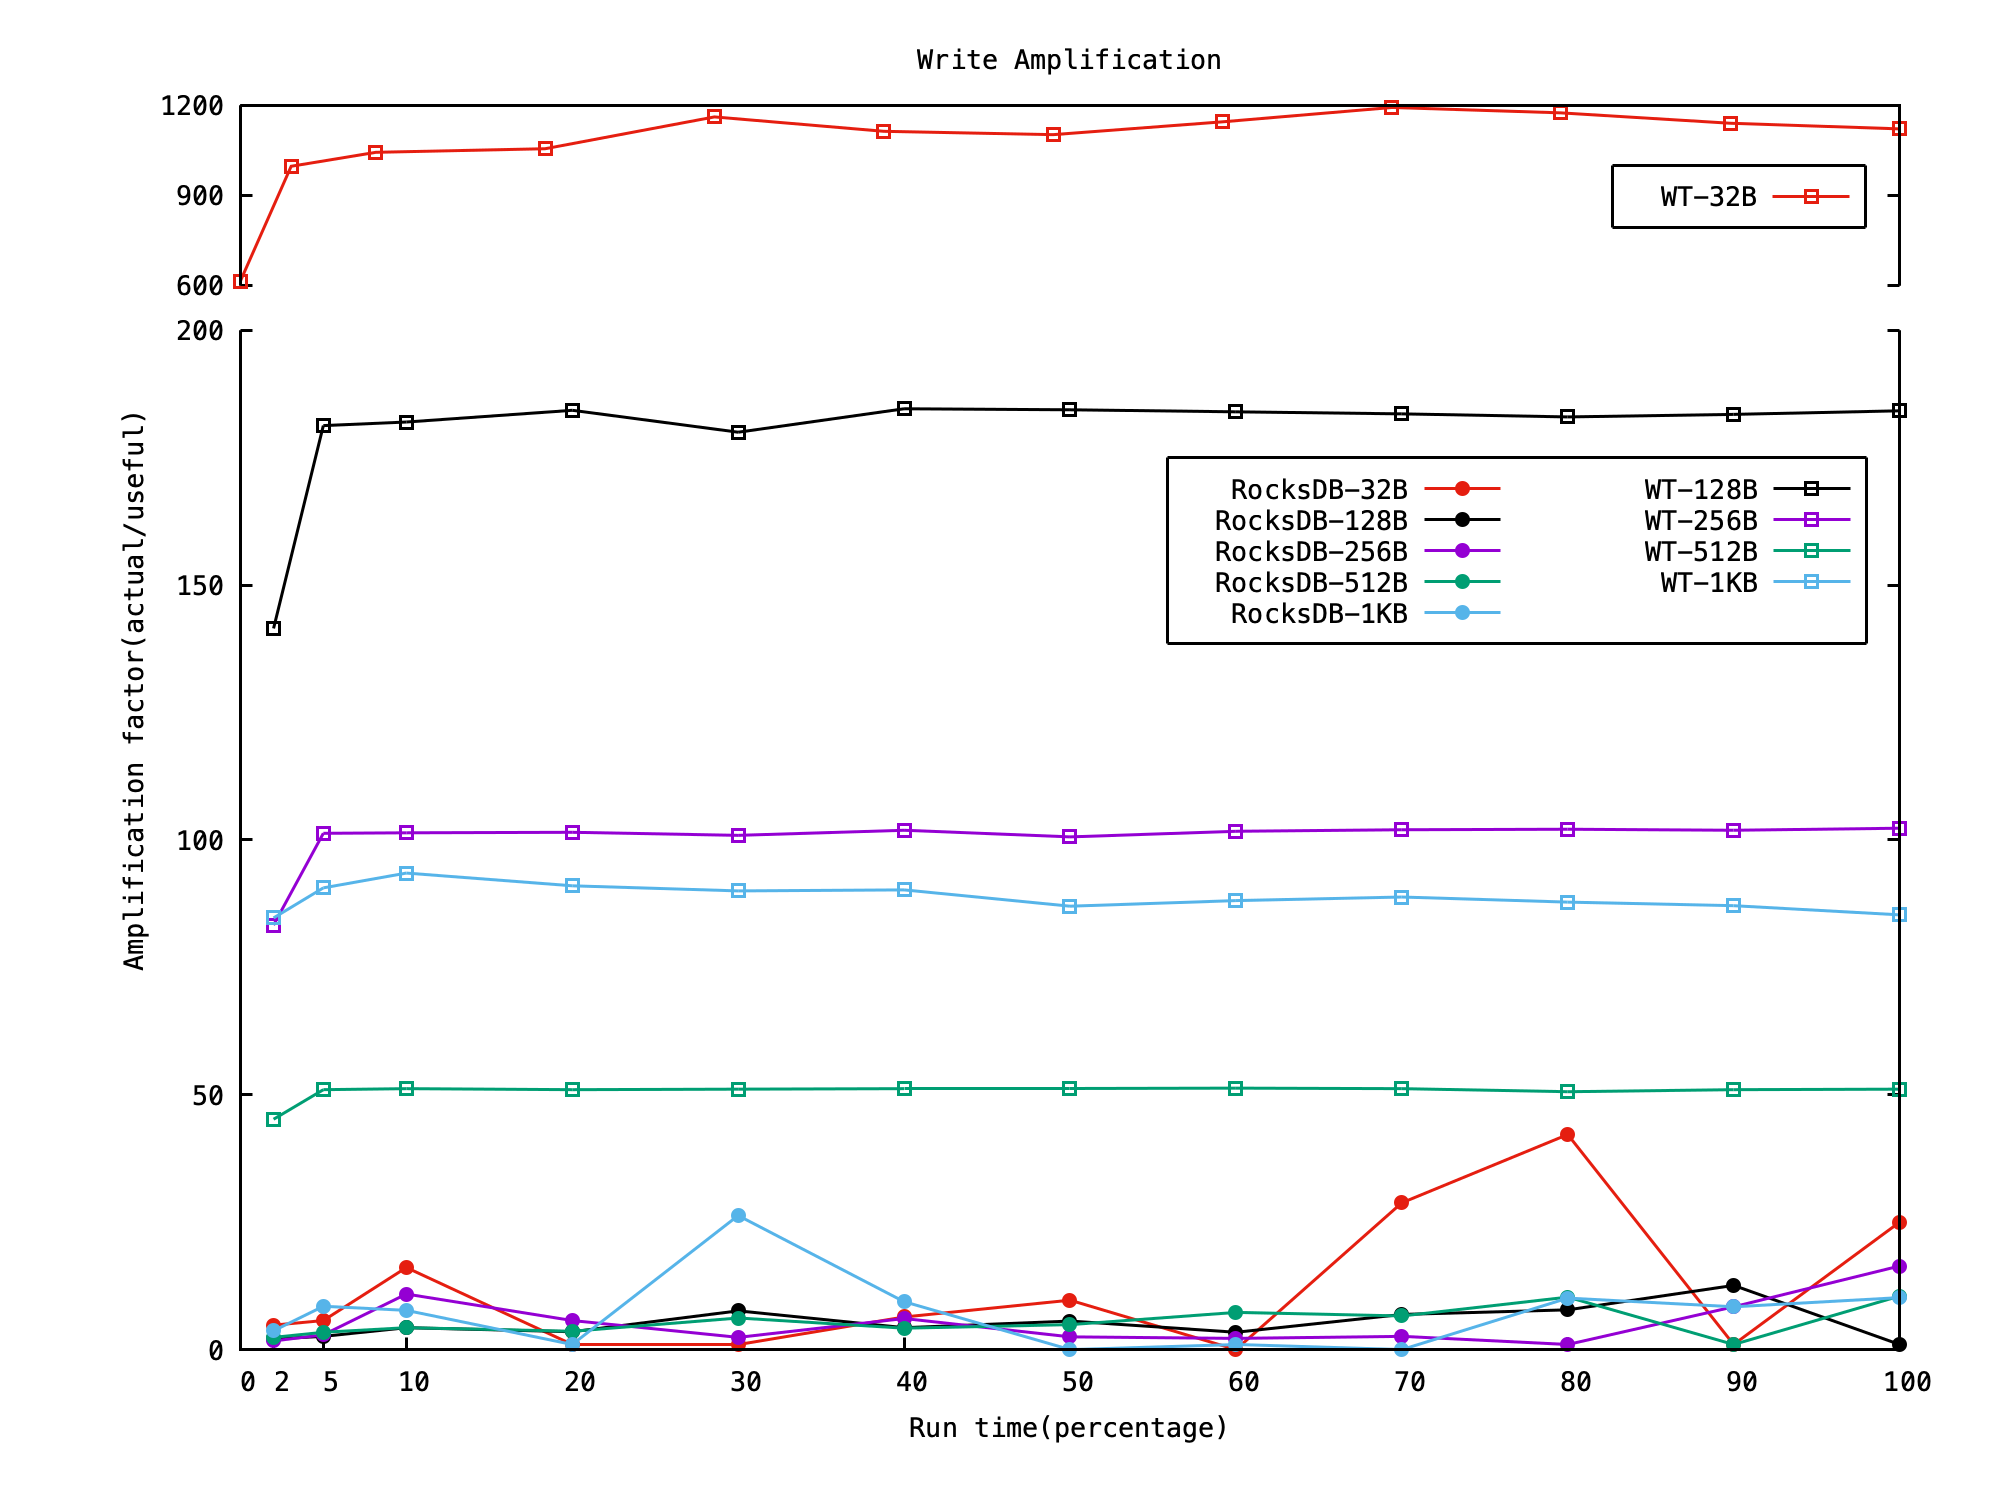 Write Amplification
1200
900
600
WT-32B
200
150
100
50
0
Amplification factor(actual/useful)
RocksDB-32B
RocksDB-128B
RocksDB-256B
RocksDB-512B
RocksDB-1KB
WT-128B
WT-256B
WT-512B
WT-1KB
0 2 5 10 20 30 40 50 60 70 80 90 100
Run time(percentage)